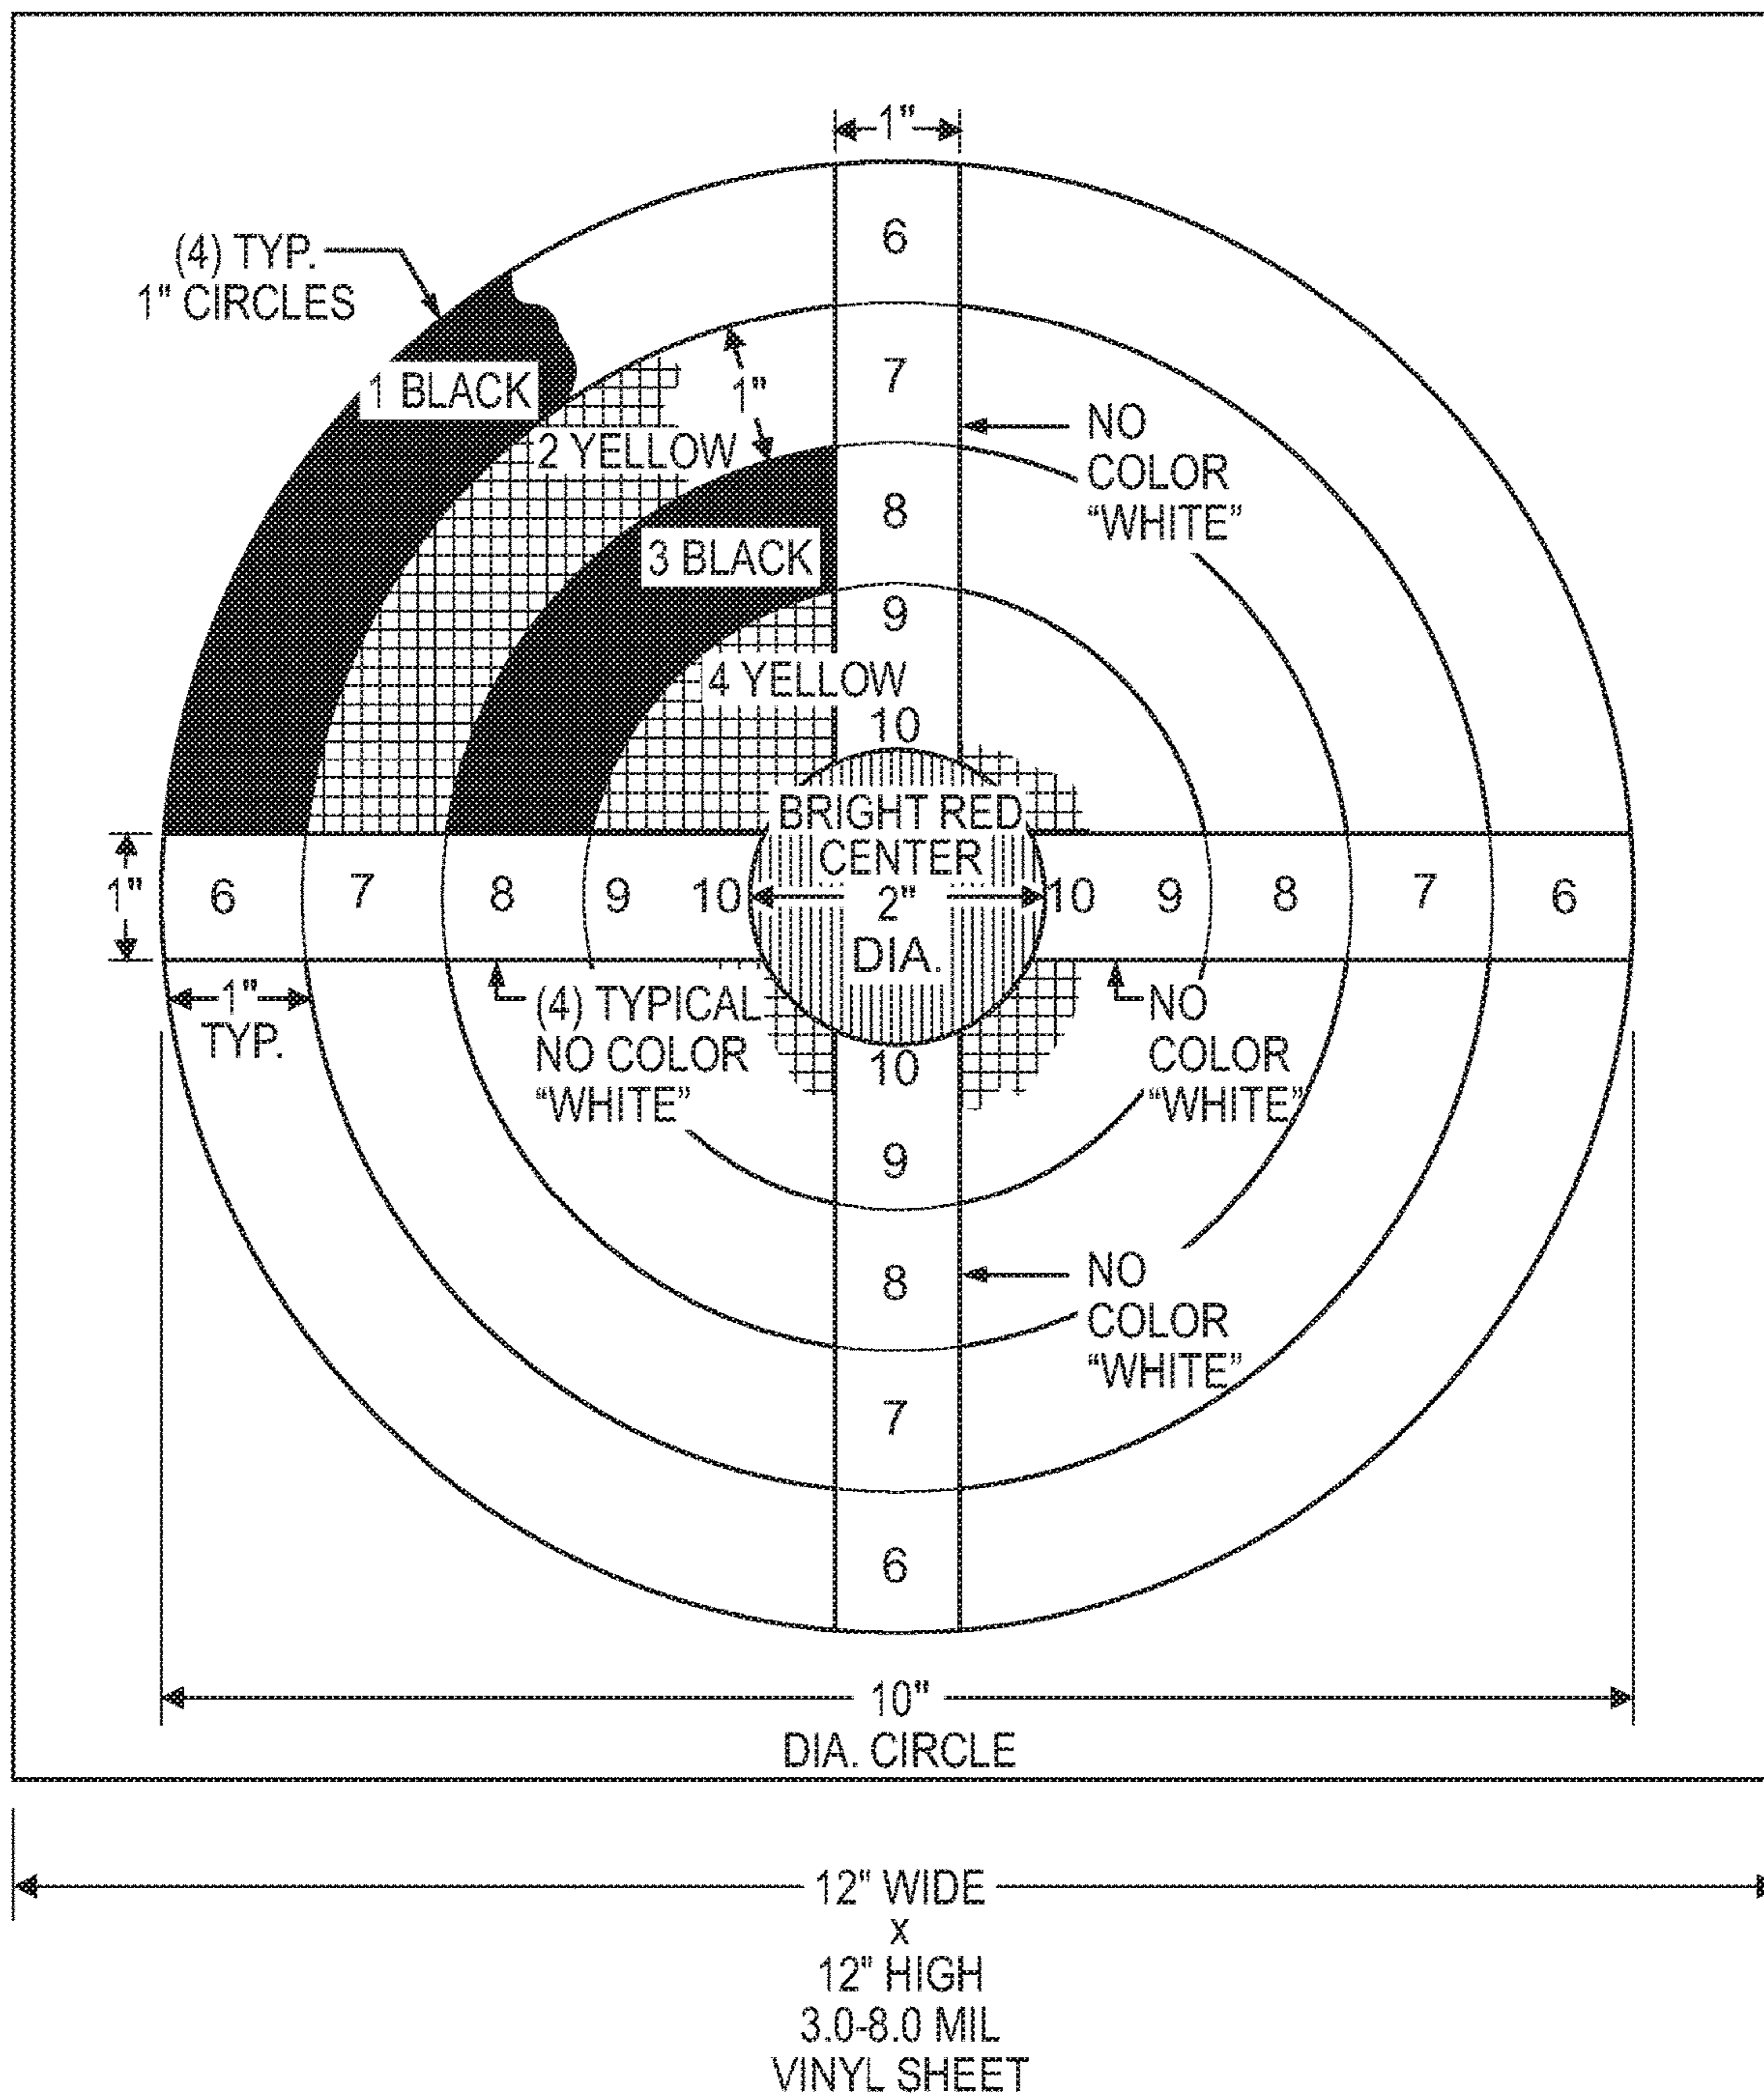 1"
6
(4) TYP.
1" CIRCLES
7
1 BLACK
1"
NO
COLOR
"WHITE"
2 YELLOW
8
3 BLACK
9
4 YELLOW
10
BRIGHT RED
CENTER
2"
DIA.
1"
6 7 8 9 10
10 9 8 7 6
1"
TYP.
(4) TYPICAL
NO COLOR
“WHITE”
NO
COLOR
“WHITE”
10
9
8
NO
COLOR
“WHITE”
7
6
10"
DIA. CIRCLE
12" WIDE
x
12" HIGH
3.0-8.0 MIL
VINYL SHEET